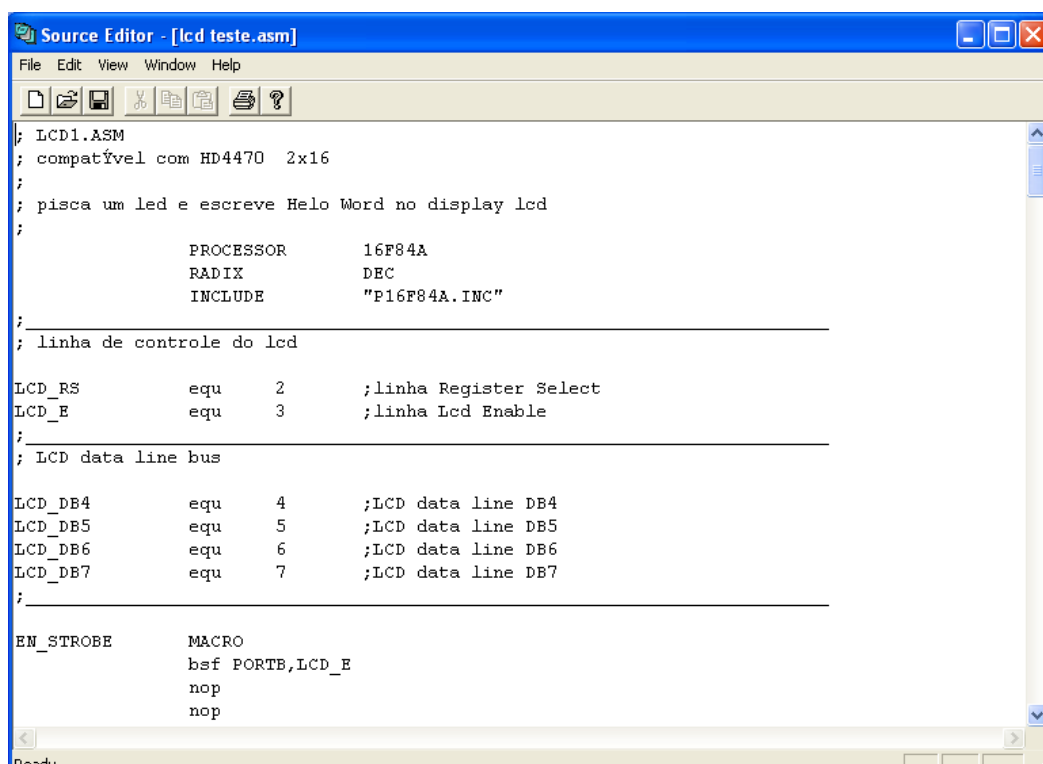 Source Editor - [lcd teste.asm]
File Edit View Window Help
; LCD1.ASM
; compatÝvel com HD4470  2x16
;
; pisca um led e escreve Helo Word no display lcd
;
PROCESSOR 16F84A
RADIX DEC
INCLUDE "P16F84A.INC"
;_______________________________________________
; linha de controle do lcd
LCD_RS equ 2 ;linha Register Select
LCD_E equ 3 ;linha Lcd Enable
;_______________________________________________
; LCD data line bus
LCD_DB4 equ 4 ;LCD data line DB4
LCD_DB5 equ 5 ;LCD data line DB5
LCD_DB6 equ 6 ;LCD data line DB6
LCD_DB7 equ 7 ;LCD data line DB7
;_______________________________________________
EN_STROBE MACRO
bsf PORTB,LCD_E
nop
nop
Ready